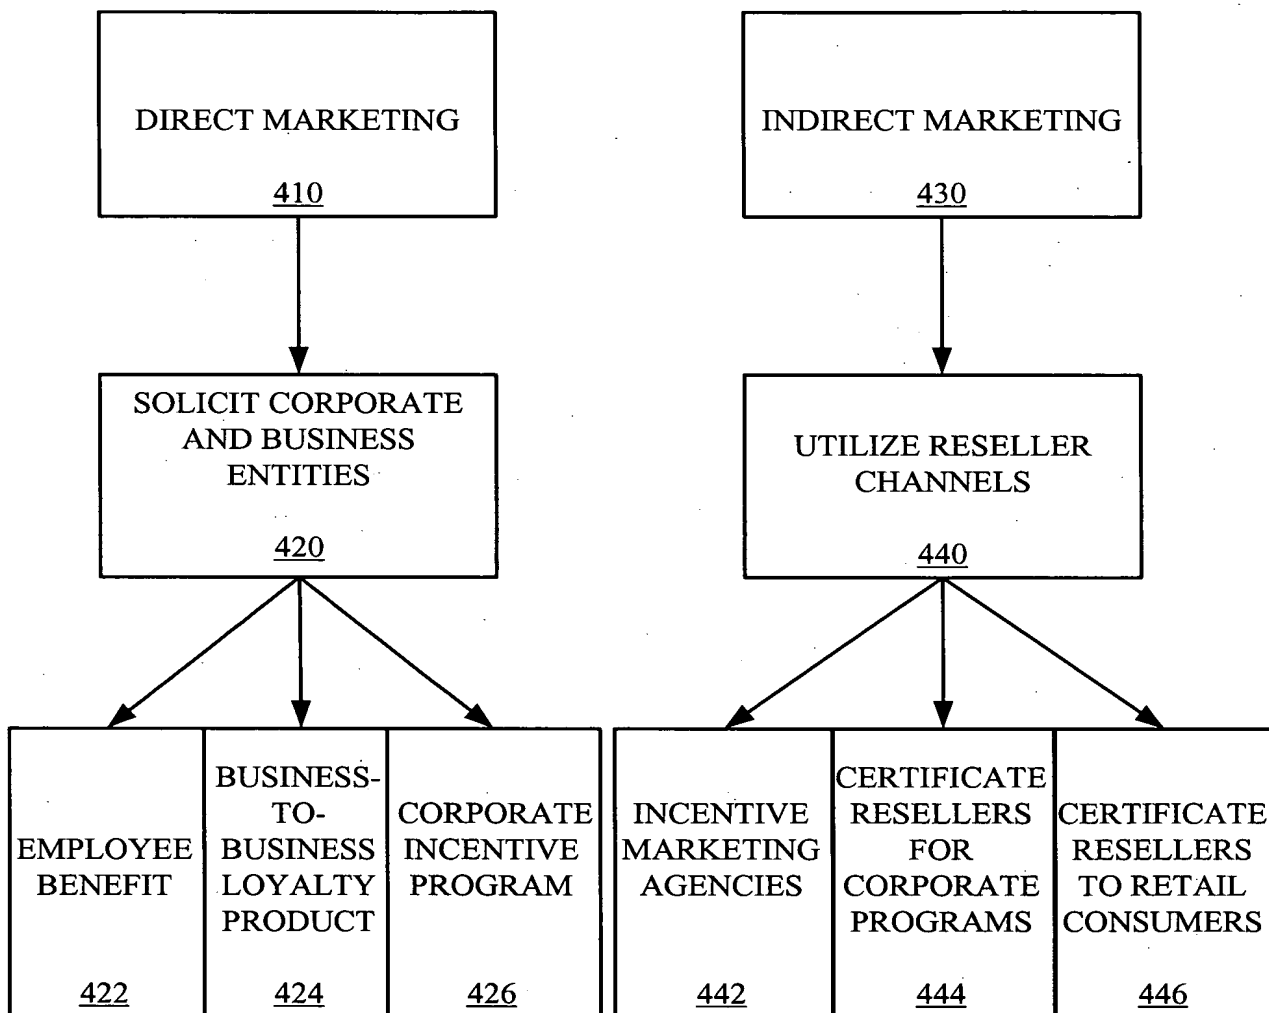 DIRECT MARKETING
410
INDIRECT MARKETING
430
SOLICIT CORPORATE
AND BUSINESS
ENTITIES
420
UTILIZE RESELLER
CHANNELS
440
EMPLOYEE
BENEFIT
422
BUSINESS-
TO-
BUSINESS
LOYALTY
PRODUCT
424
CORPORATE
INCENTIVE
PROGRAM
426
INCENTIVE
MARKETING
AGENCIES
442
CERTIFICATE
RESELLERS
FOR
CORPORATE
PROGRAMS
444
CERTIFICATE
RESELLERS
TO RETAIL
CONSUMERS
446